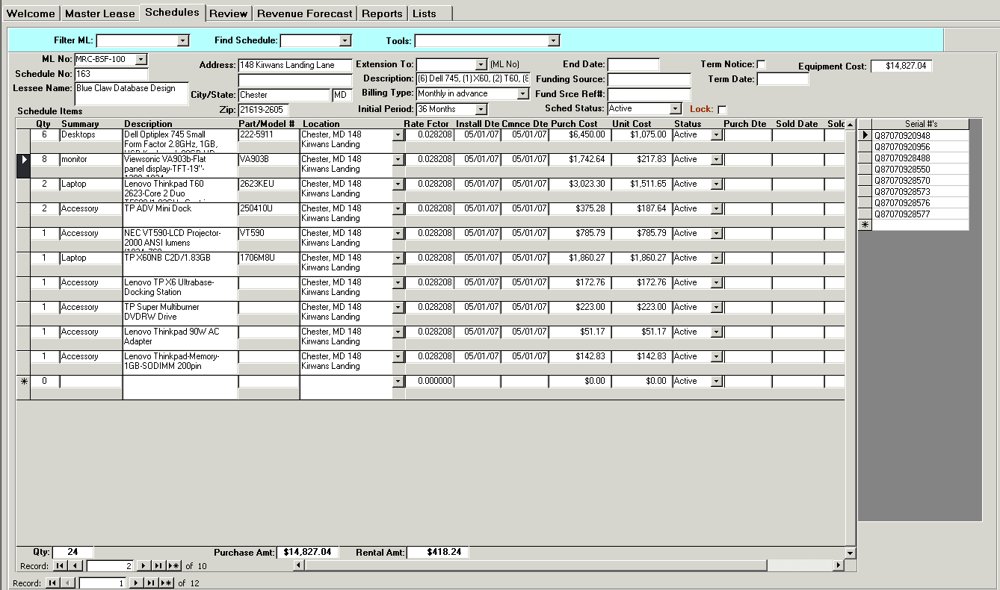 Welcome Master Lease Schedules Review Revenue Forecast Reports Lists
Filter ML: Find Schedule: Tools:
ML No: MRC-BSF-100 Address: 148 Kirwans Landing Lane Extension To: (ML No) End Date: Term Notice: Equipment Cost: $14,827.04
Schedule No: 163 Description: (6) Dell 745, (1) X60, (2) T60, (8 Funding Source: Term Date:
Lessee Name: Blue Claw Database Design City/State: Chester MD Billing Type: Monthly in advance Fund Srce Ref#:
Schedule Items Zip: 21619-2605 Initial Period: 36 Months Sched Status: Active Lock:
Qty Summary Description Part/Model # Location Rate Fctor Install Dte Cmnce Dte Purch Cost Unit Cost Status Purch Dte Sold Date Solc Serial #'s
6 Desktops Dell Optiplex 745 Small 222-5911 Chester, MD 148 0.028208 05/01/07 05/01/07 $6,450.00 $1,075.00 Active Q87070920948
Form Factor 2.8GHz, 1GB, Kirwans Landing Q87070920956
8 monitor Viewsonic VA903b-Flat VA903B Chester, MD 148 0.028208 05/01/07 05/01/07 $1,742.64 $217.83 Active Q87070928488
panel display-TFT-19"- Kirwans Landing Q87070928550
2 Laptop Lenovo Thinkpad T60 2623KEU Chester, MD 148 0.028208 05/01/07 05/01/07 $3,023.30 $1,511.65 Active Q87070928570
2623-Core 2 Duo Kirwans Landing Q87070928573
2 Accessory TP ADV Mini Dock 250410U Chester, MD 148 0.028208 05/01/07 05/01/07 $375.28 $187.64 Active Q87070928576
Kirwans Landing Q87070928577
1 Accessory NEC VT590-LCD Projector- VT590 Chester, MD 148 0.028208 05/01/07 05/01/07 $785.79 $785.79 Active
2000 ANSI lumens Kirwans Landing
1 Laptop TP X60NB C2D/1.83GB 1706M8U Chester, MD 148 0.028208 05/01/07 05/01/07 $1,860.27 $1,860.27 Active
Kirwans Landing
1 Accessory Lenovo TP X6 Ultrabase- Chester, MD 148 0.028208 05/01/07 05/01/07 $172.76 $172.76 Active
Docking Station Kirwans Landing
1 Accessory TP Super Multiburner Chester, MD 148 0.028208 05/01/07 05/01/07 $223.00 $223.00 Active
DVDRW Drive Kirwans Landing
1 Accessory Lenovo Thinkpad 90W AC Chester, MD 148 0.028208 05/01/07 05/01/07 $51.17 $51.17 Active
Adapter Kirwans Landing
1 Accessory Lenovo Thinkpad-Memory- Chester, MD 148 0.028208 05/01/07 05/01/07 $142.83 $142.83 Active
1GB-SODIMM 200pin Kirwans Landing
0 0.000000 $0.00 $0.00 Active
Qty: 24 Purchase Amt: $14,827.04 Rental Amt: $418.24
Record: 2 of 10
Record: 1 of 12